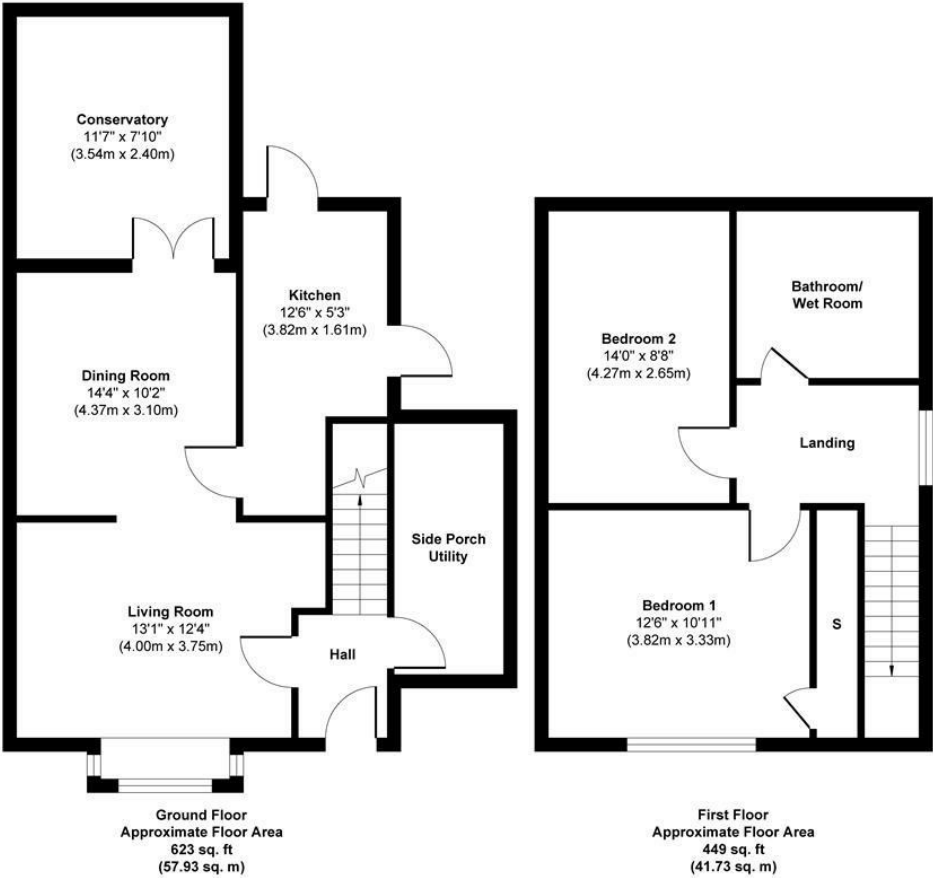 Conservatory
11'7" x 7'10"
(3.54m x 2.40m)
Kitchen
12'6" x 5'3"
(3.82m x 1.61m)
Dining Room
14'4" x 10'2"
(4.37m x 3.10m)
Side Porch
Utility
Living Room
13'1" x 12'4"
(4.00m x 3.75m)
Hall
Ground Floor
Approximate Floor Area
623 sq. ft
(57.93 sq. m)
Bathroom/
Wet Room
Bedroom 2
14'0" x 8'8"
(4.27m x 2.65m)
Landing
Bedroom 1
12'6" x 10'11"
(3.82m x 3.33m)
S
First Floor
Approximate Floor Area
449 sq. ft
(41.73 sq. m)